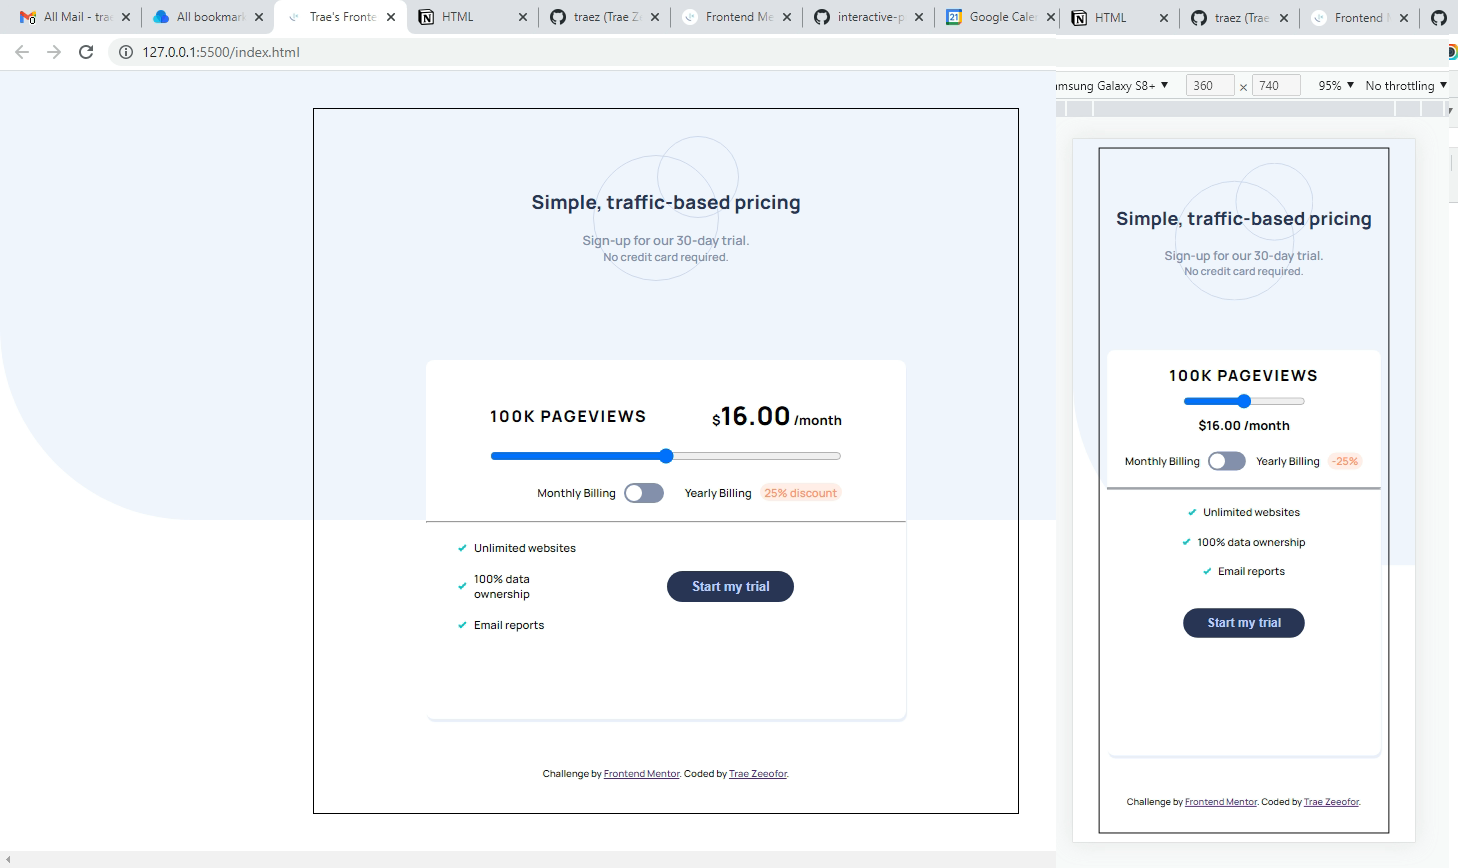 All Mail - trae
All bookmark
Trae's Fronte
HTML
traez (Trae Z
Frontend Me
interactive-p
Google Caler
HTML
traez (Trae
Frontend
127.0.0.1:5500/index.html
amsung Galaxy S8+ 360 × 740 95% No throttling
Simple, traffic-based pricing
Sign-up for our 30-day trial.
No credit card required.
100K PAGEVIEWS
$16.00 /month
Monthly Billing Yearly Billing 25% discount
Unlimited websites
100% data
ownership
Email reports
Start my trial
Challenge by Frontend Mentor. Coded by Trae Zeeofor.
Simple, traffic-based pricing
Sign-up for our 30-day trial.
No credit card required.
100K PAGEVIEWS
$16.00 /month
Monthly Billing Yearly Billing -25%
Unlimited websites
100% data ownership
Email reports
Start my trial
Challenge by Frontend Mentor. Coded by Trae Zeeofor.